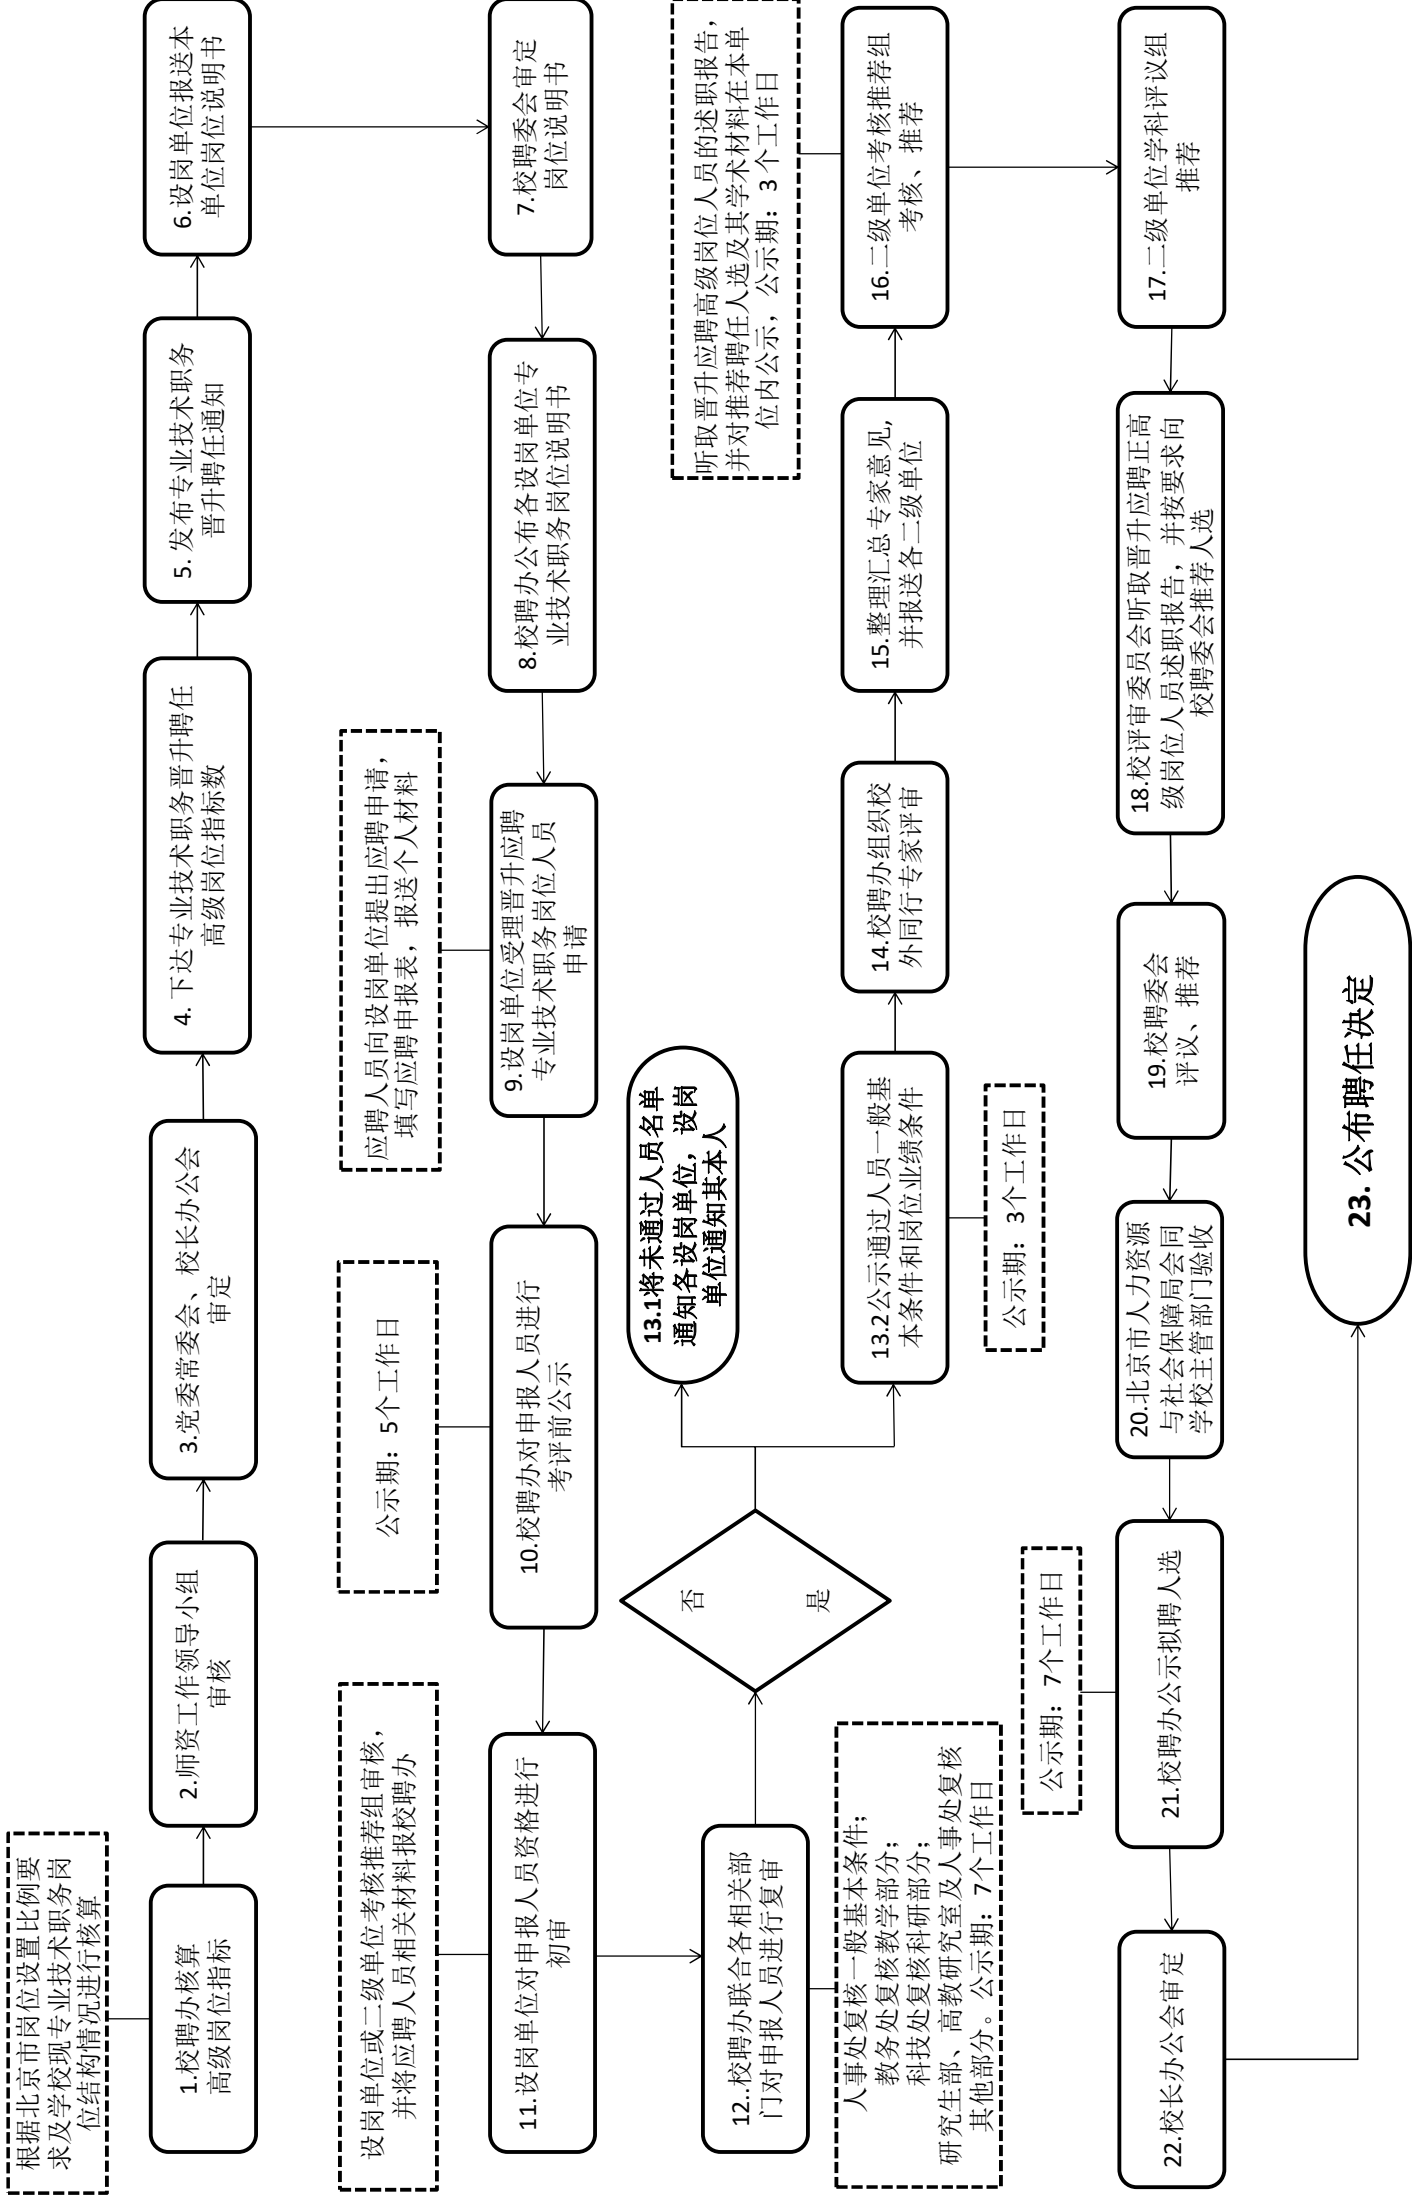 根据北京市岗位设置比例要
求及学校现专业技术职务岗
位结构情况进行核算
1.校聘办核算
高级岗位指标
2.师资工作领导小组
审核
3.党委常委会、校长办公会
审定
4. 下达专业技术职务晋升聘任
高级岗位指标数
5. 发布专业技术职务
晋升聘任通知
6.设岗单位报送本
单位岗位说明书
7.校聘委会审定
岗位说明书
8.校聘办公布各设岗单位专
业技术职务岗位说明书
应聘人员向设岗单位提出应聘申请，
填写应聘申报表，报送个人材料
9.设岗单位受理晋升应聘
专业技术职务岗位人员
申请
公示期：5个工作日
10.校聘办对申报人员进行
考评前公示
设岗单位或二级单位考核推荐组审核，
并将应聘人员相关材料报校聘办
11.设岗单位对申报人员资格进行
初审
12..校聘办联合各相关部
门对申报人员进行复审
人事处复核一般基本条件；
教务处复核教学部分；
科技处复核科研部分；
研究生部、高教研究室及人事处复核
其他部分。公示期：7个工作日
否
是
13.1将未通过人员名单
通知各设岗单位，设岗
单位通知其本人
13.2公示通过人员一般基
本条件和岗位业绩条件
公示期：3个工作日
14.校聘办组织校
外同行专家评审
15.整理汇总专家意见，
并报送各二级单位
听取晋升应聘高级岗位人员的述职报告，
并对推荐聘任人选及其学术材料在本单
位内公示，公示期：3个工作日
16.二级单位考核推荐组
考核、推荐
17.二级单位学科评议组
推荐
18.校评审委员会听取晋升应聘正高
级岗位人员述职报告，并按要求向
校聘委会推荐人选
19.校聘委会
评议、推荐
20.北京市人力资源
与社会保障局会同
学校主管部门验收
公示期：7个工作日
21.校聘办公示拟聘人选
22.校长办公会审定
23. 公布聘任决定